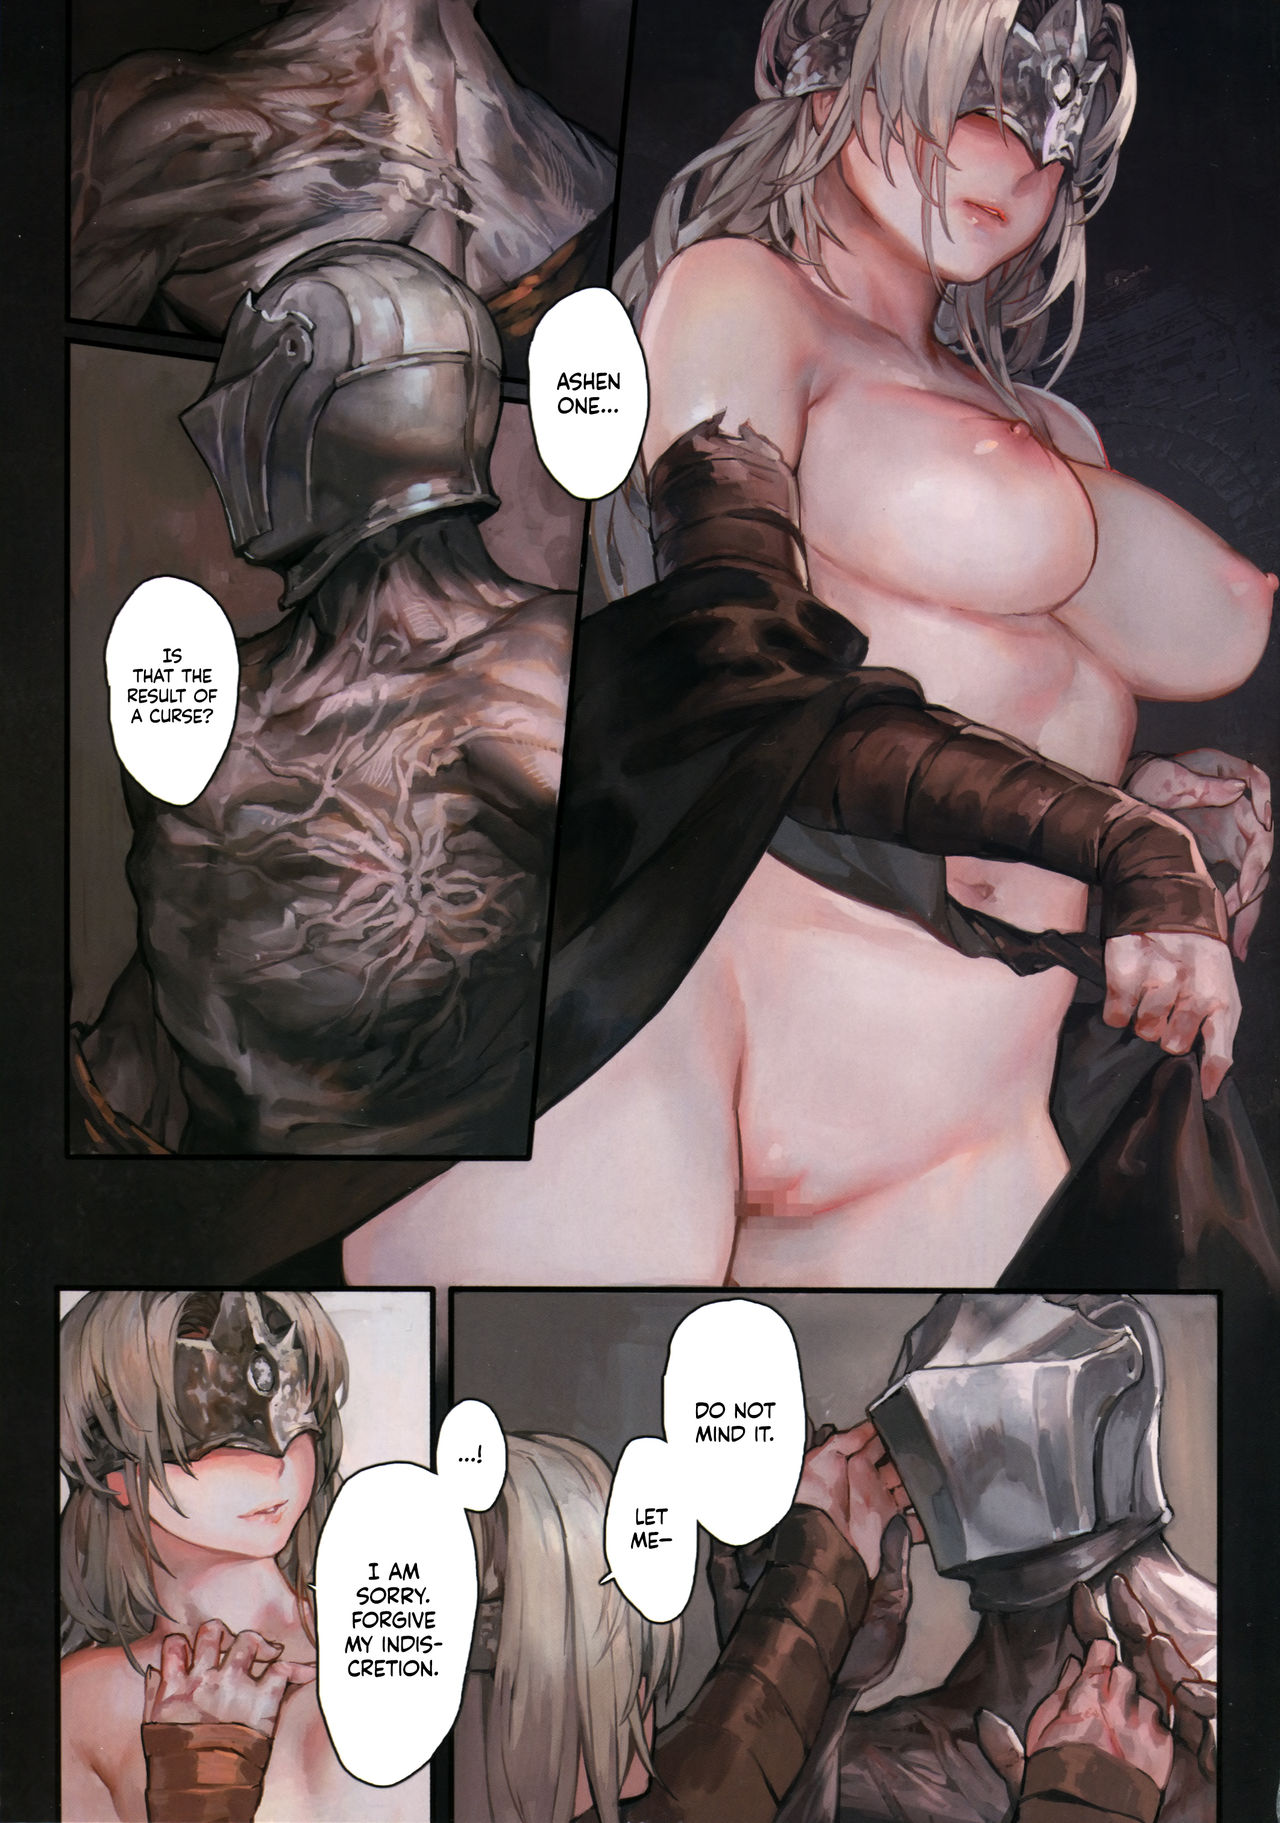 ASHEN
ONE...
IS
THAT THE
RESULT OF
A CURSE?
DO NOT
MIND IT.
LET
ME-
...!
I AM
SORRY.
FORGIVE
MY INDIS-
CRETION.